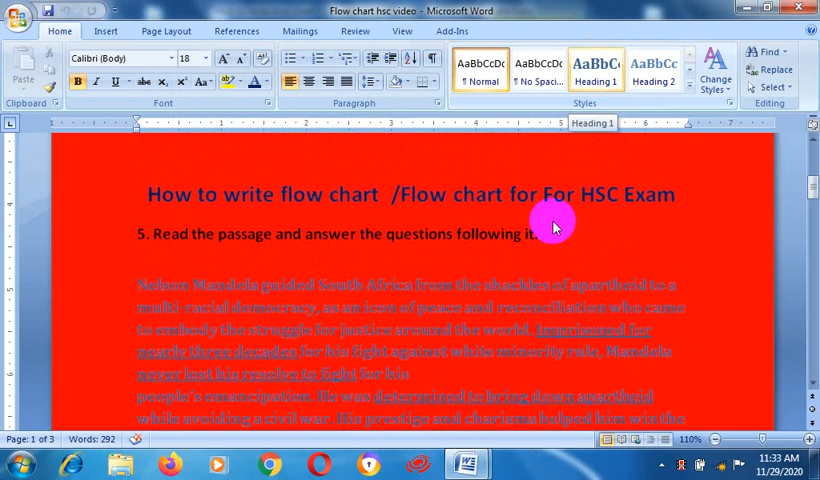 Flow chart hsc video - Microsoft Word
Home Insert Page Layout References Mailings Review View Add-Ins
Calibri (Body) 18
Paste
B I U abc X₂ X² Aa
AaBbCcDc AaBbCcDc AaBbC AaBbCc
¶ Normal ¶ No Spaci... Heading 1 Heading 2
Change Styles
Find
Replace
Select
Clipboard Font Paragraph Styles Editing
Heading 1
How to write flow chart /Flow chart for For HSC Exam
5. Read the passage and answer the questions following it.
Nelson Mandela guided South Africa from the shackles of apartheid to a
multi-racial democracy, as an icon of peace and reconciliation who came
to embody the struggle for justice around the world. Imprisoned for
nearly three decades for his fight against white minority rule, Mandela
never lost his resolve to fight for his
people's emancipation. He was determined to bring down apartheid
while avoiding a civil war. His prestige and charisma helped him win the
Page: 1 of 3 Words: 292 110%
11:33 AM
11/29/2020